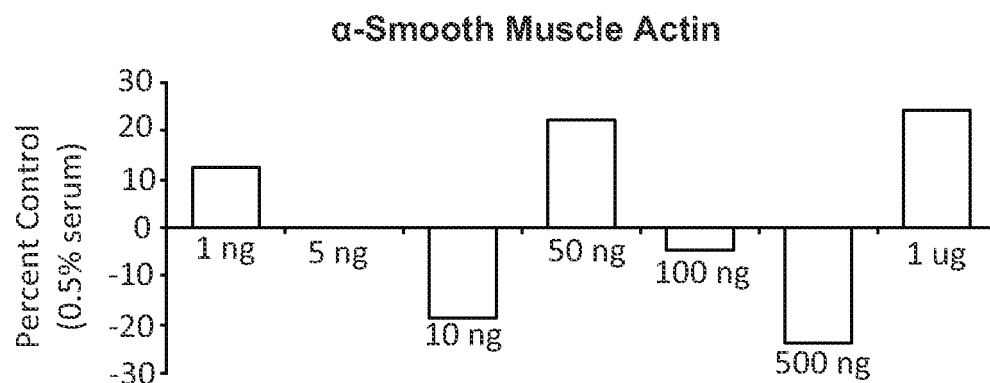 α-Smooth Muscle Actin
Percent Control
(0.5% serum)
30
20
10
0
-10
-20
-30
1 ng
5 ng
10 ng
50 ng
100 ng
500 ng
1 ug